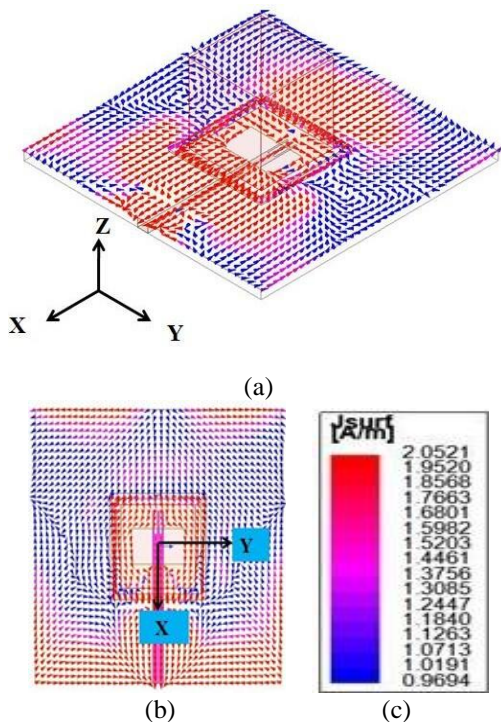 Z
X
Y
(a)
Y
X
(b)
Jsurf
[A/m]
2.0521
1.9520
1.8568
1.7663
1.6801
1.5982
1.5203
1.4461
1.3756
1.3085
1.2447
1.1840
1.1263
1.0713
1.0191
0.9694
(c)